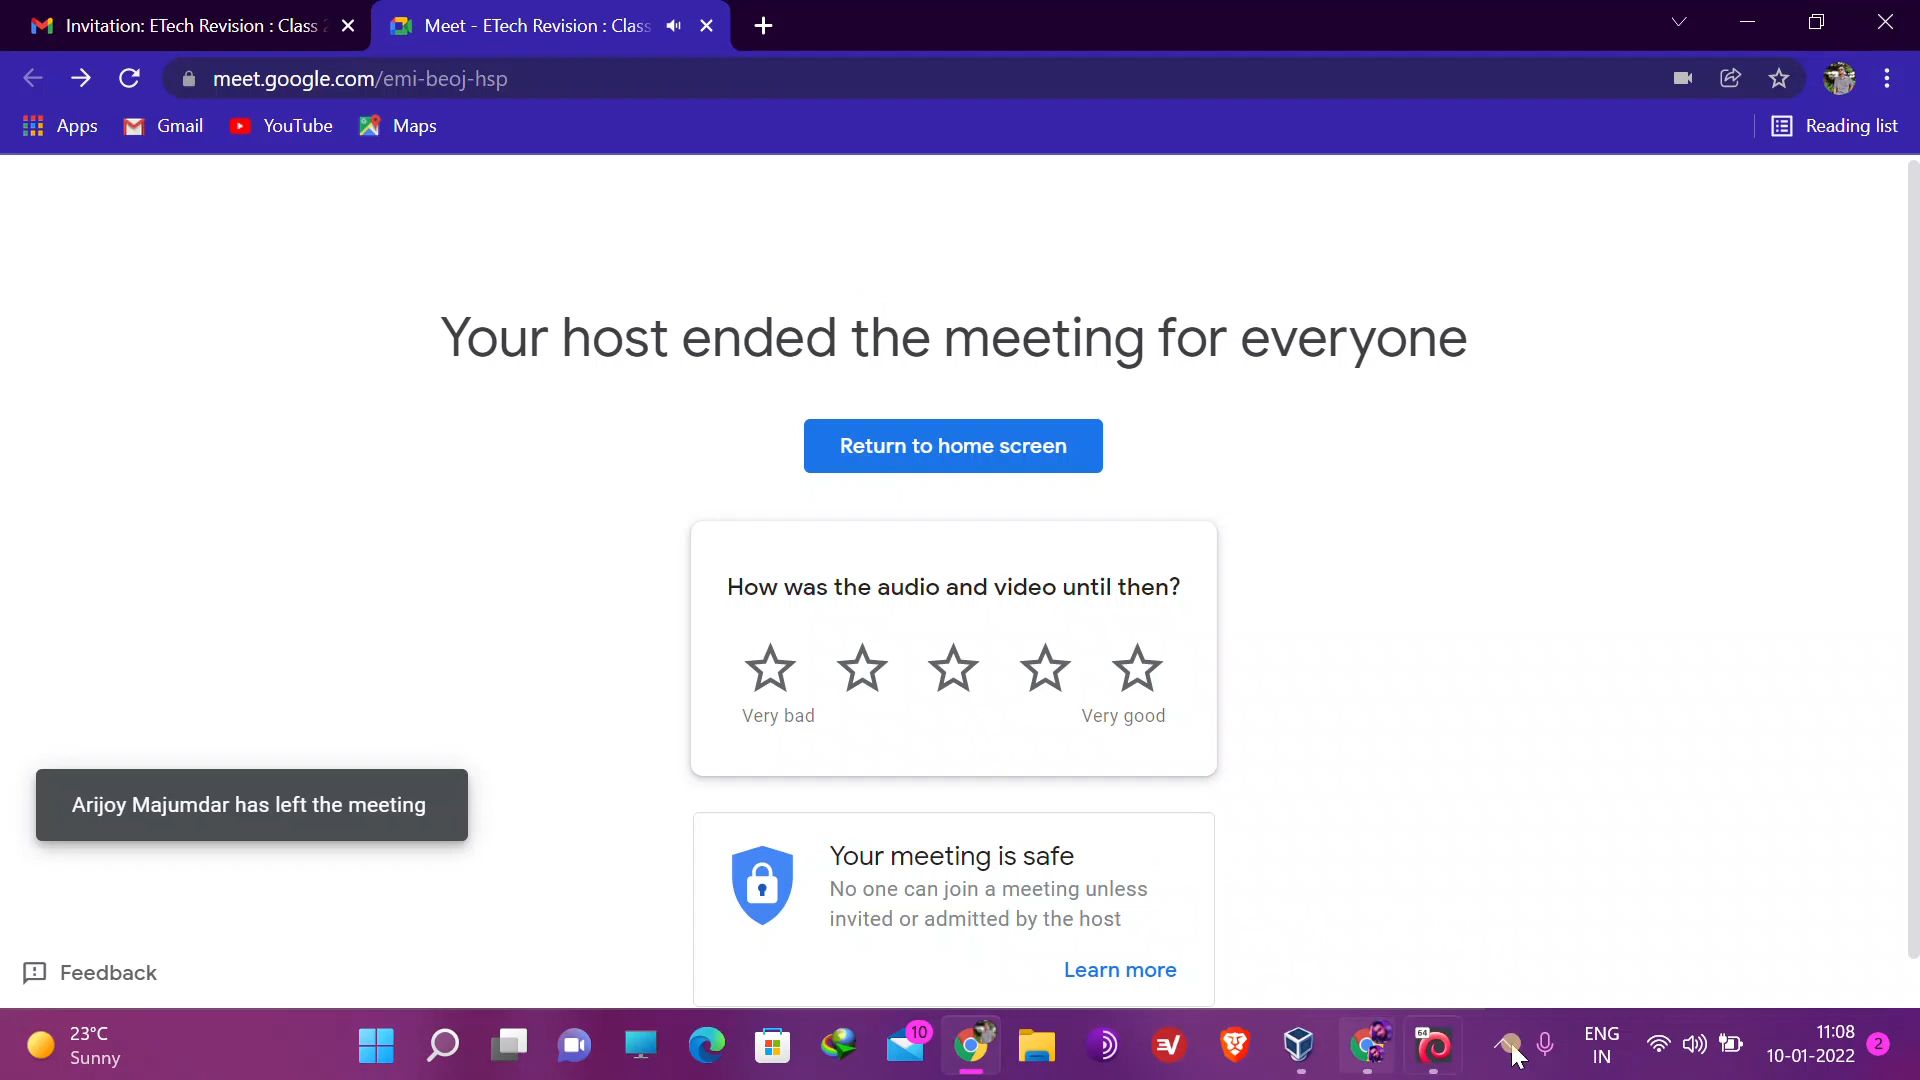 Invitation: ETech Revision : Class
Meet - ETech Revision : Class
meet.google.com/emi-beoj-hsp
Apps
Gmail
YouTube
Maps
Reading list
Your host ended the meeting for everyone
Return to home screen
How was the audio and video until then?
Very bad
Very good
Arijoy Majumdar has left the meeting
Your meeting is safe
No one can join a meeting unless
invited or admitted by the host
Learn more
Feedback
23°C
Sunny
10
64
ENG
IN
11:08
10-01-2022
2